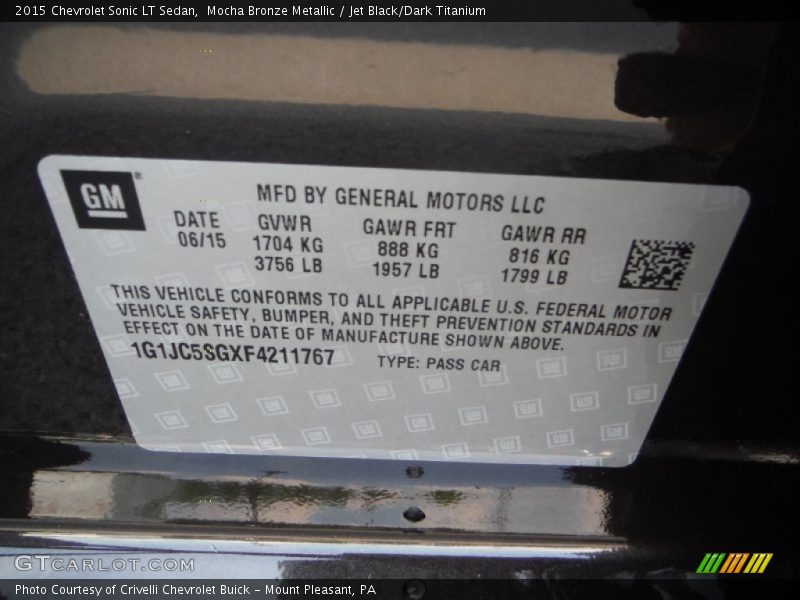 2015 Chevrolet Sonic LT Sedan,  Mocha Bronze Metallic / Jet Black/Dark Titanium
GM
MFD BY GENERAL MOTORS LLC
DATE GVWR GAWR FRT GAWR RR
06/15 1704 KG 888 KG 816 KG
3756 LB 1957 LB 1799 LB
THIS VEHICLE CONFORMS TO ALL APPLICABLE U.S. FEDERAL MOTOR
VEHICLE SAFETY, BUMPER, AND THEFT PREVENTION STANDARDS IN
EFFECT ON THE DATE OF MANUFACTURE SHOWN ABOVE.
1G1JC5SGXF4211767 TYPE: PASS CAR
GTCARLOT.COM
Photo Courtesy of Crivelli Chevrolet Buick – Mount Pleasant, PA